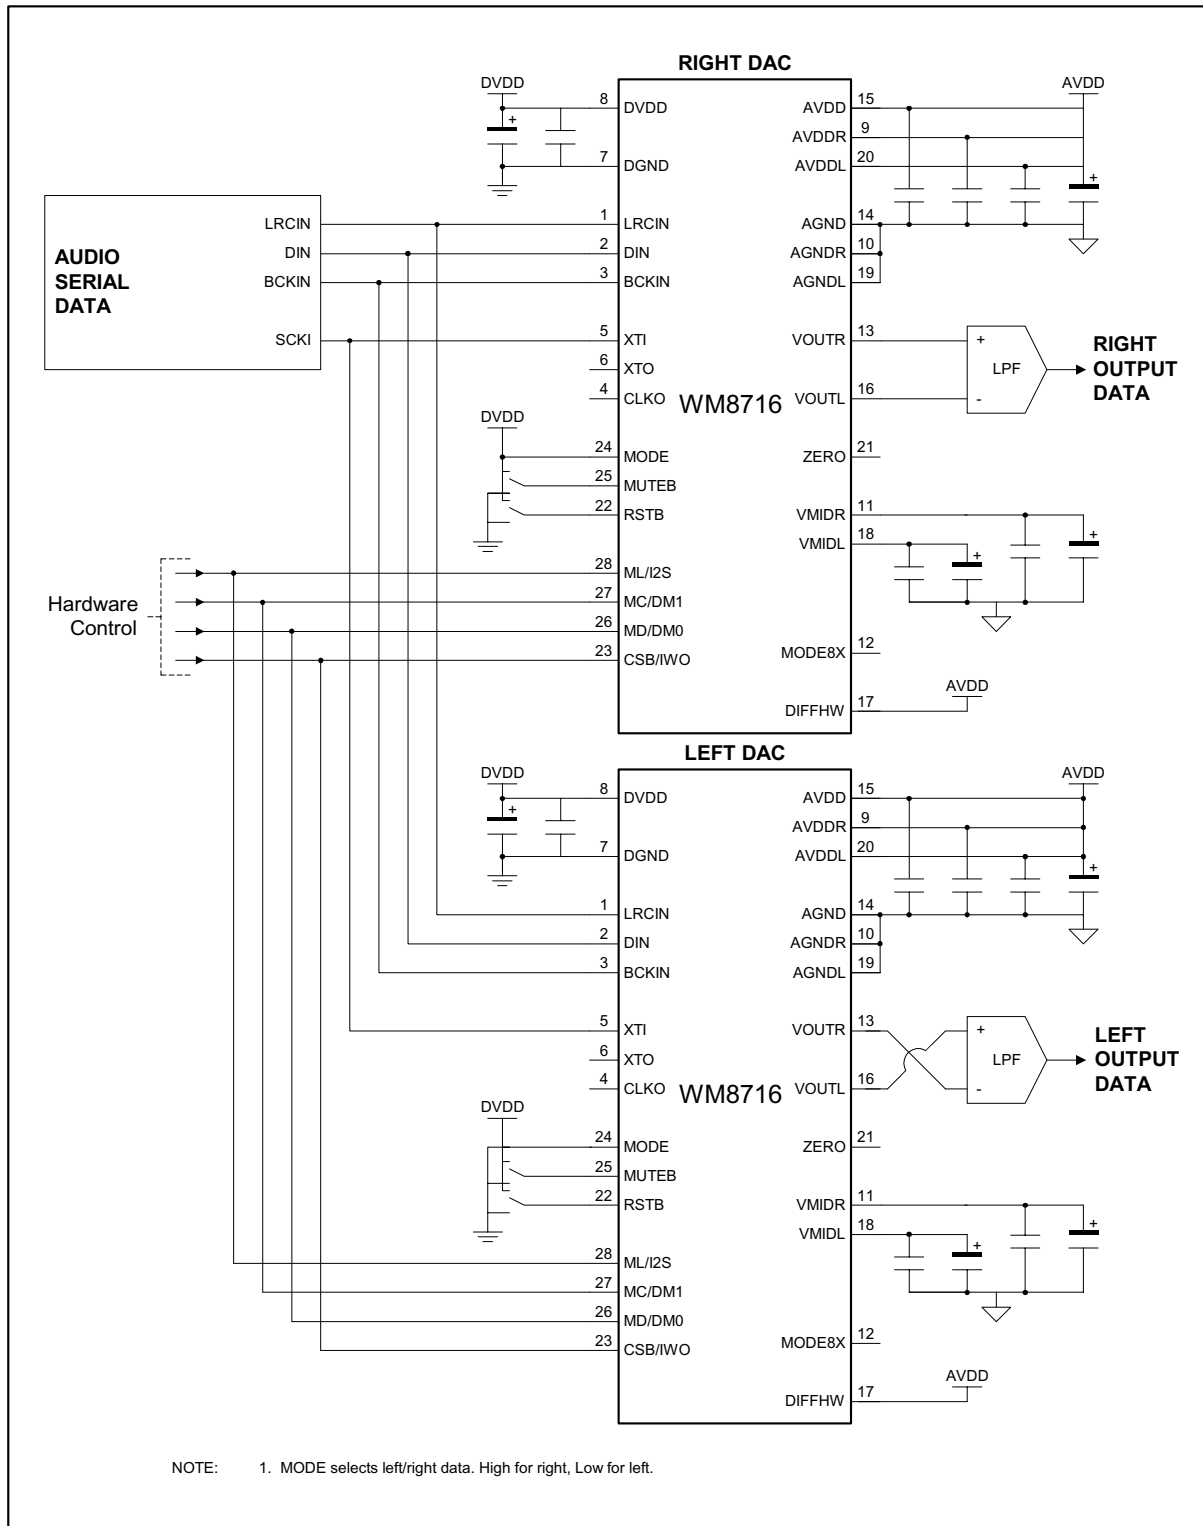 RIGHT DAC
DVDD
AVDD
8 DVDD
AVDD 15
+
AVDDR 9
7 DGND
AVDDL 20
+
LRCIN
1 LRCIN
AGND 14
AUDIO SERIAL DATA
DIN
2 DIN
AGNDR 10
BCKIN
3 BCKIN
AGNDL 19
SCKI
5 XTI
VOUTR 13
+
6 XTO
LPF
RIGHT OUTPUT DATA
4 CLKO
WM8716
VOUTL 16
-
DVDD
24 MODE
ZERO 21
25 MUTEB
22 RSTB
VMIDR 11
VMIDL 18
+
+
Hardware Control
28 ML/I2S
27 MC/DM1
26 MD/DM0
23 CSB/IWO
MODE8X 12
AVDD
DIFFHW 17
LEFT DAC
DVDD
AVDD
8 DVDD
AVDD 15
+
AVDDR 9
7 DGND
AVDDL 20
+
1 LRCIN
AGND 14
2 DIN
AGNDR 10
3 BCKIN
AGNDL 19
5 XTI
VOUTR 13
+
6 XTO
LPF
LEFT OUTPUT DATA
4 CLKO
WM8716
VOUTL 16
-
DVDD
24 MODE
ZERO 21
25 MUTEB
22 RSTB
VMIDR 11
VMIDL 18
+
+
28 ML/I2S
27 MC/DM1
26 MD/DM0
23 CSB/IWO
MODE8X 12
AVDD
DIFFHW 17
NOTE: 1. MODE selects left/right data. High for right, Low for left.